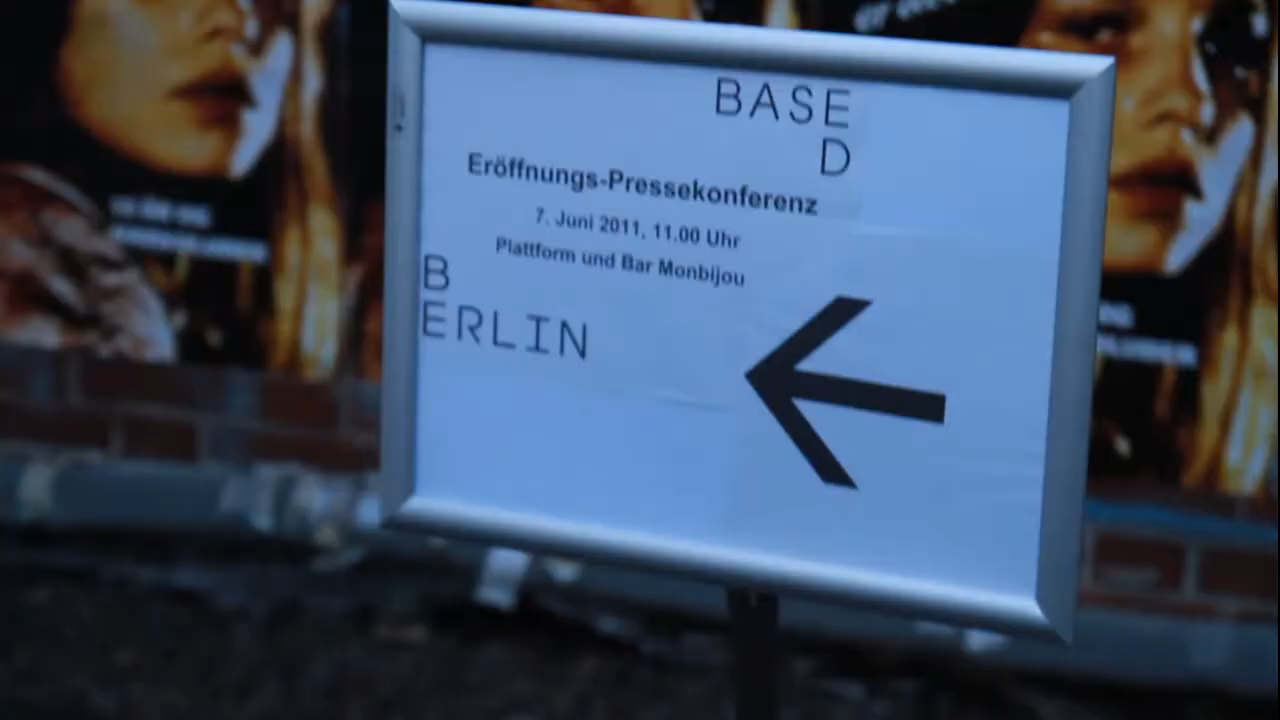 BASE
D
Eröffnungs-Pressekonferenz
7. Juni 2011, 11.00 Uhr
Plattform und Bar Monbijou
B
ERLIN